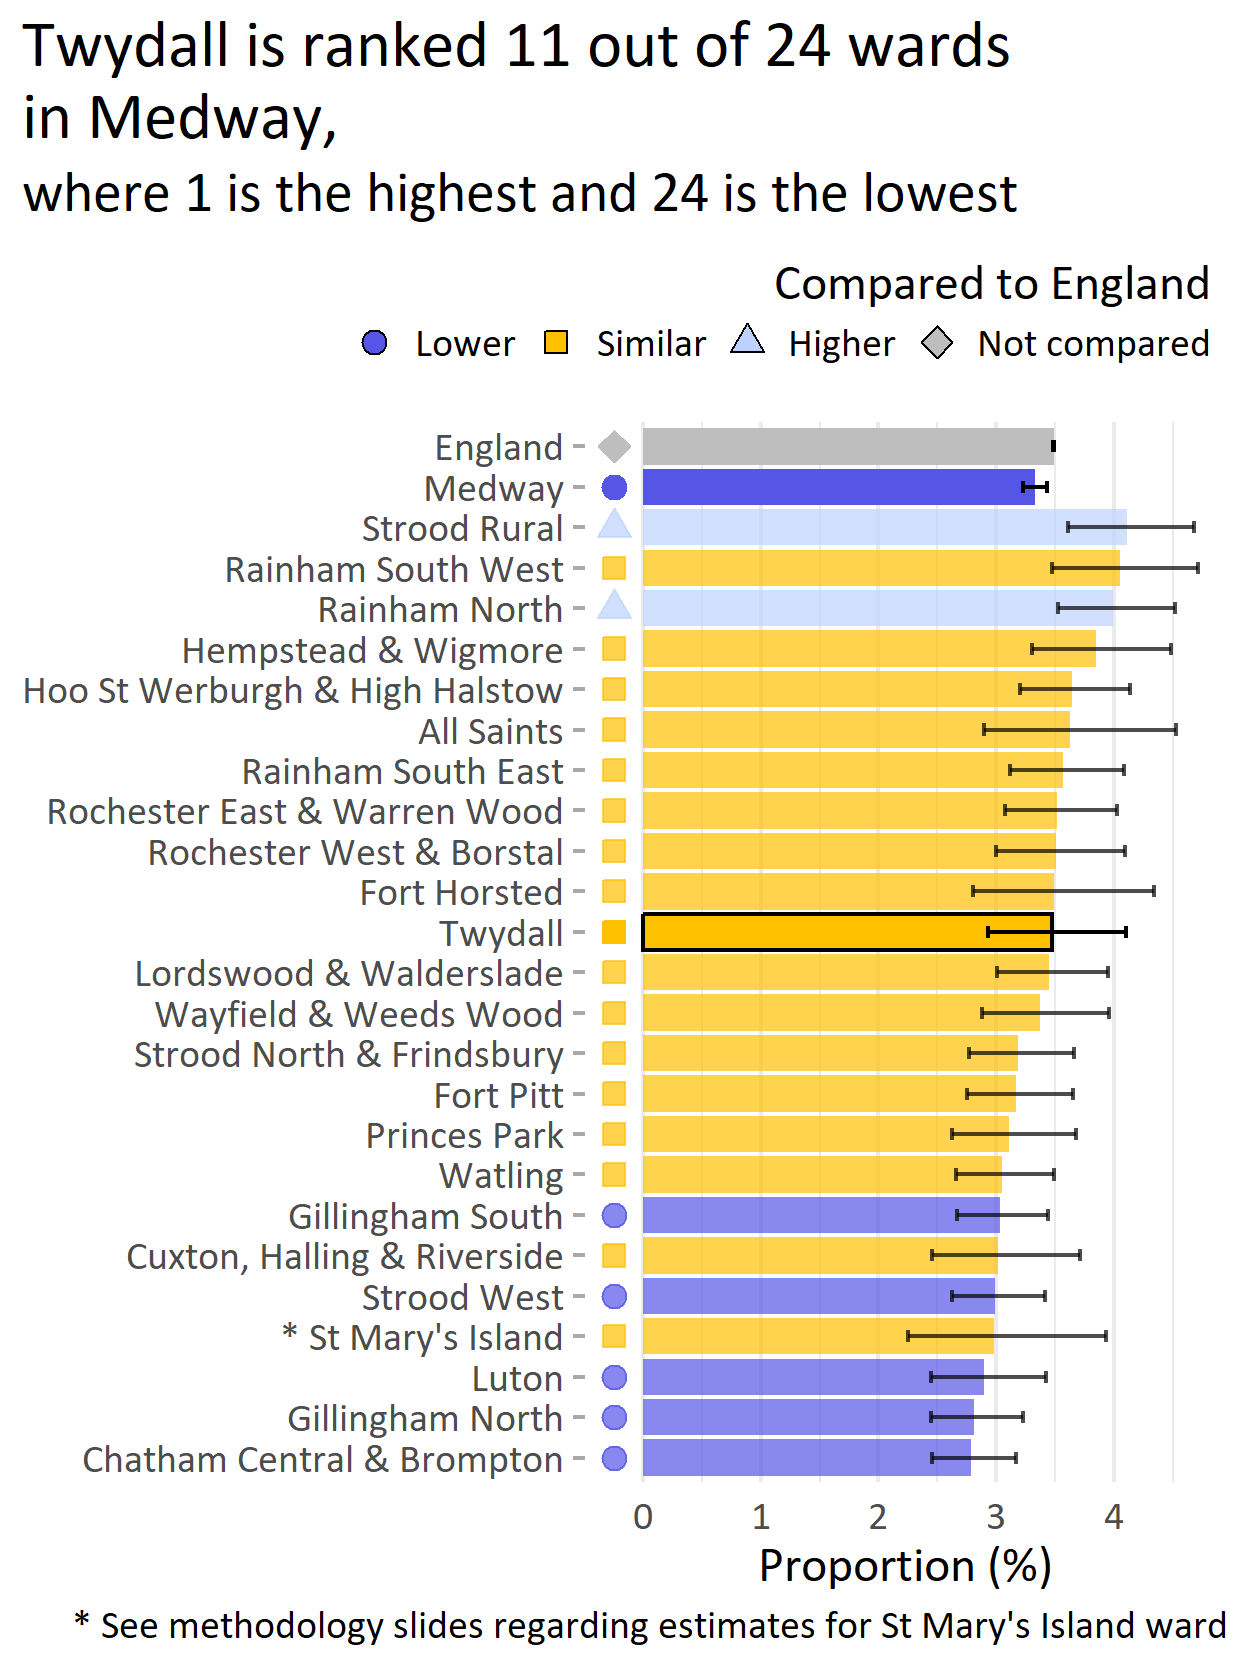 Twydall is ranked 11 out of 24 wards
in Medway,
where 1 is the highest and 24 is the lowest
Compared to England
Lower Similar Higher Not compared
England
Medway
Strood Rural
Rainham South West
Rainham North
Hempstead & Wigmore
Hoo St Werburgh & High Halstow
All Saints
Rainham South East
Rochester East & Warren Wood
Rochester West & Borstal
Fort Horsted
Twydall
Lordswood & Walderslade
Wayfield & Weeds Wood
Strood North & Frindsbury
Fort Pitt
Princes Park
Watling
Gillingham South
Cuxton, Halling & Riverside
Strood West
* St Mary's Island
Luton
Gillingham North
Chatham Central & Brompton
0 1 2 3 4
Proportion (%)
* See methodology slides regarding estimates for St Mary's Island ward